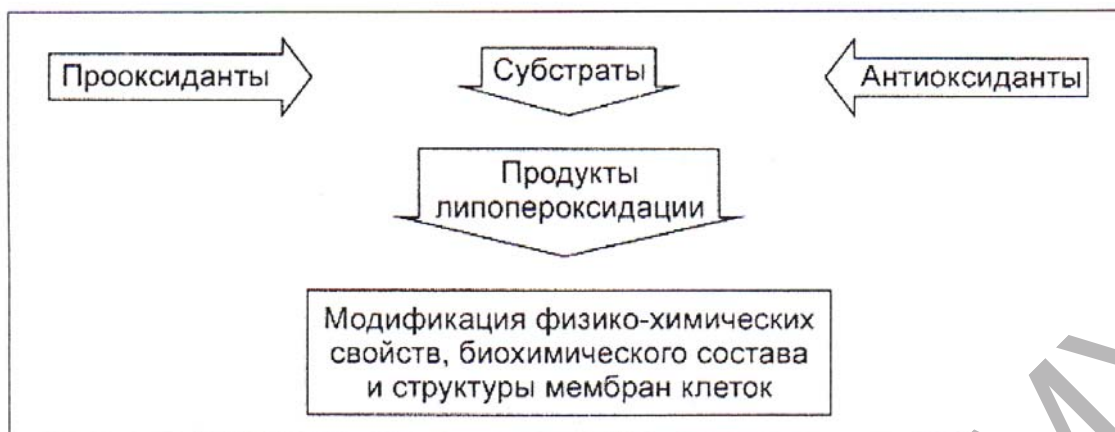 Прооксиданты
Субстраты
Антиоксиданты
Продукты
липопероксидации
Модификация физико-химических
свойств, биохимического состава
и структуры мембран клеток